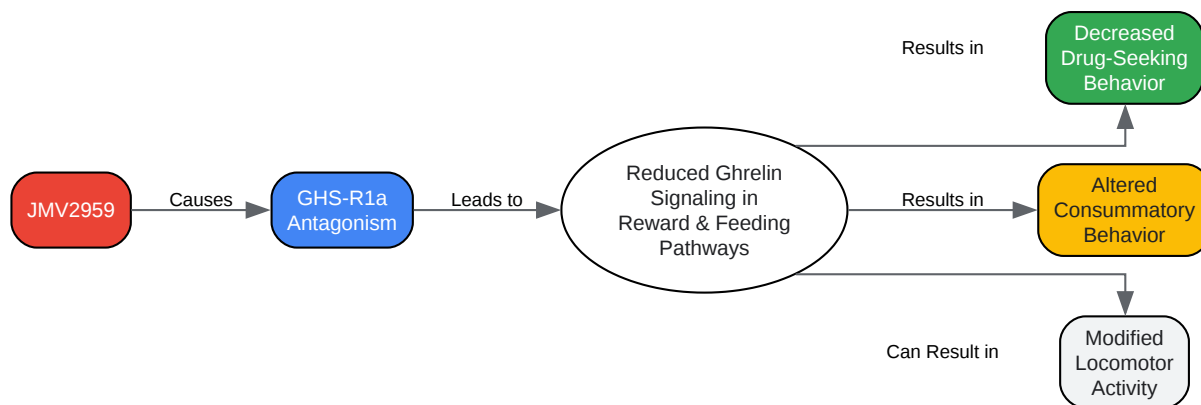 JMV2959
Causes
GHS-R1a
Antagonism
Leads to
Reduced Ghrelin
Signaling in
Reward & Feeding
Pathways
Results in
Decreased
Drug-Seeking
Behavior
Results in
Altered
Consummatory
Behavior
Can Result in
Modified
Locomotor
Activity